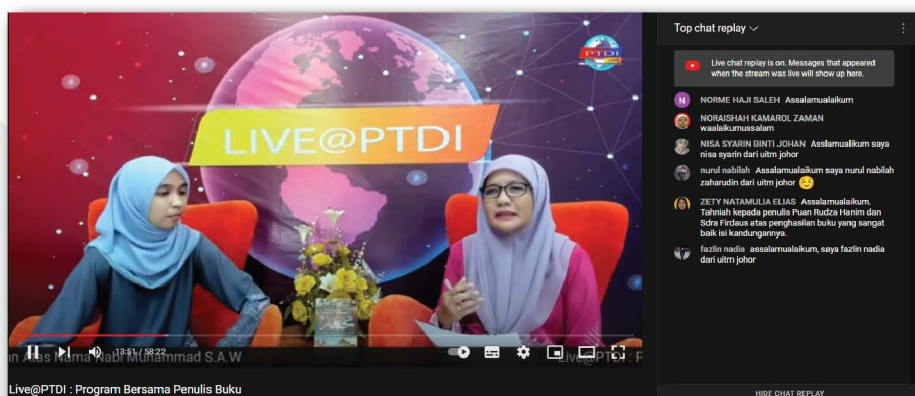 PTDI
LIVE
LIVE@PTDI
13:51 / 58:22
n Atas Nama Nabi Muhammad S.A.W
Live@PTDI : P
Live@PTDI : Program Bersama Penulis Buku
Top chat replay
Live chat replay is on. Messages that appeared
when the stream was live will show up here.
N NORME HAJI SALEH Assalamualaikum
NORAISHAH KAMAROL ZAMAN
waalaikumussalam
NISA SYARIN BINTI JOHAN Asslamualikum saya
nisa syarin dari uitm johor
nurul nabilah Assalamualaikum saya nurul nabilah
zaharudin dari uitm johor
ZETY NATAMULIA ELIAS Assalamualaikum.
Tahniah kepada penulis Puan Rudza Hanim dan
Sdra Firdaus atas penghasilan buku yang sangat
baik isi kandungannya.
fazlin nadia assalamualaikum, saya fazlin nadia
dari uitm johor
HIDE CHAT REPLAY